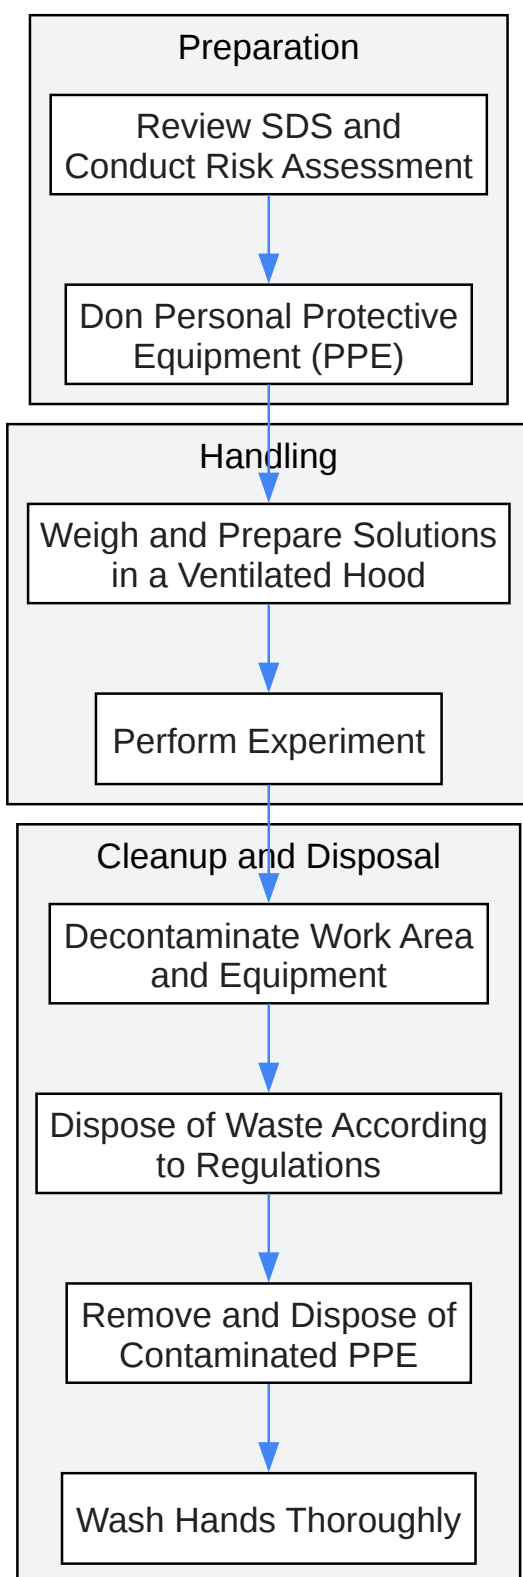 Preparation
Review SDS and
Conduct Risk Assessment
Don Personal Protective
Equipment (PPE)
Handling
Weigh and Prepare Solutions
in a Ventilated Hood
Perform Experiment
Cleanup and Disposal
Decontaminate Work Area
and Equipment
Dispose of Waste According
to Regulations
Remove and Dispose of
Contaminated PPE
Wash Hands Thoroughly